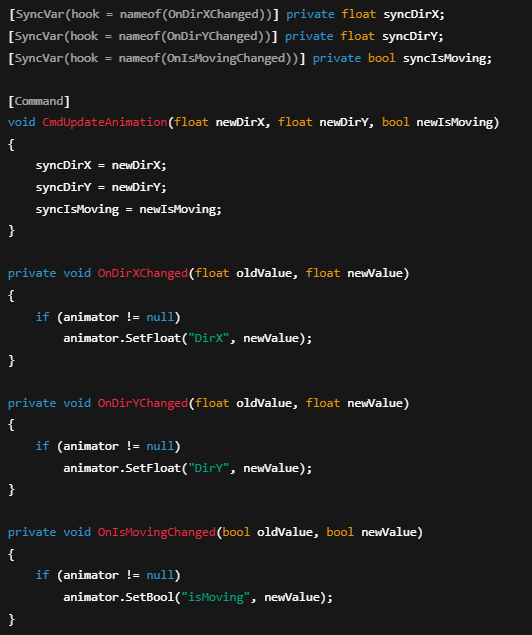 [SyncVar(hook = nameof(OnDirXChanged))] private float syncDirX;
[SyncVar(hook = nameof(OnDirYChanged))] private float syncDirY;
[SyncVar(hook = nameof(OnIsMovingChanged))] private bool syncIsMoving;

[Command]
void CmdUpdateAnimation(float newDirX, float newDirY, bool newIsMoving)
{
    syncDirX = newDirX;
    syncDirY = newDirY;
    syncIsMoving = newIsMoving;
}

private void OnDirXChanged(float oldValue, float newValue)
{
    if (animator != null)
        animator.SetFloat("DirX", newValue);
}

private void OnDirYChanged(float oldValue, float newValue)
{
    if (animator != null)
        animator.SetFloat("DirY", newValue);
}

private void OnIsMovingChanged(bool oldValue, bool newValue)
{
    if (animator != null)
        animator.SetBool("isMoving", newValue);
}